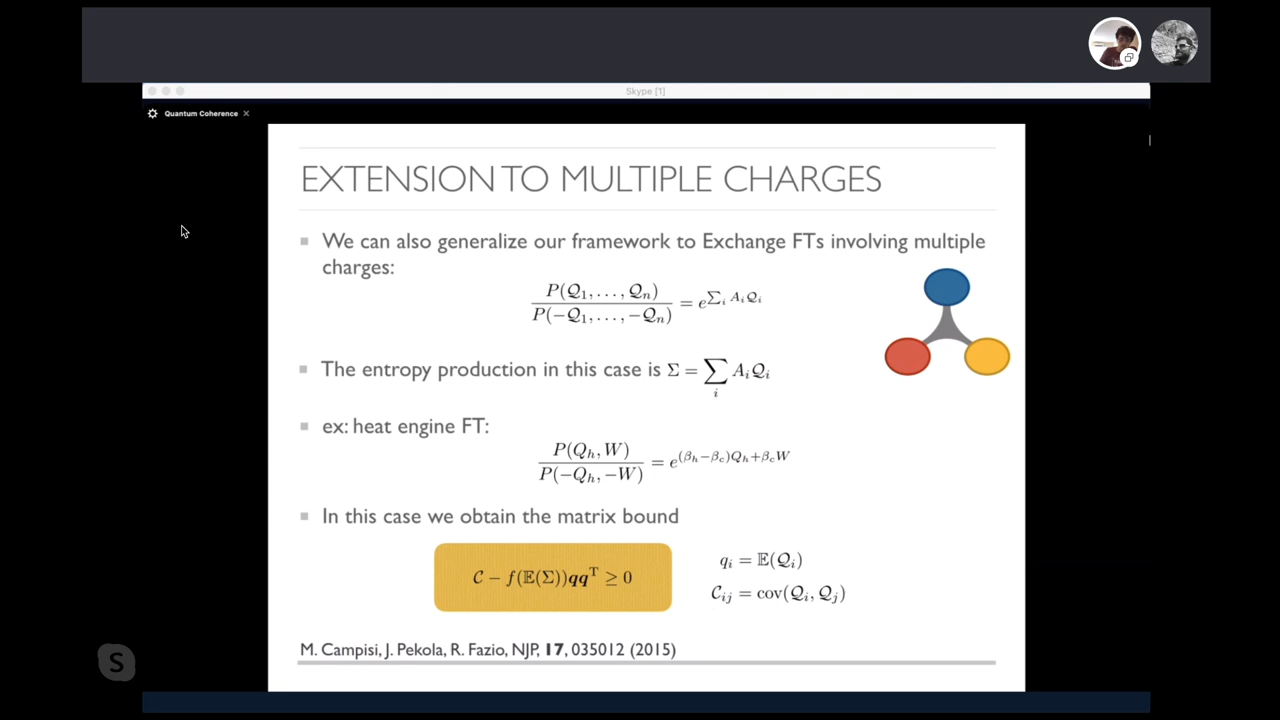 Skype [1]
Quantum Coherence ×
EXTENSION TO MULTIPLE CHARGES
We can also generalize our framework to Exchange FTs involving multiple
charges:
P(𝒬₁, . . . , 𝒬ₙ) / P(−𝒬₁, . . . , −𝒬ₙ) = e^{∑ᵢ Aᵢ𝒬ᵢ}
The entropy production in this case is Σ = ∑ᵢ Aᵢ𝒬ᵢ
ex: heat engine FT:
P(Qₕ, W) / P(−Qₕ, −W) = e^{(βₕ−β_c)Qₕ+β_cW}
In this case we obtain the matrix bound
𝒞 − f(𝔼(Σ))𝒒𝒒ᵀ ≥ 0
qᵢ = 𝔼(𝒬ᵢ)
𝒞ᵢⱼ = cov(𝒬ᵢ, 𝒬ⱼ)
M. Campisi, J. Pekola, R. Fazio, NJP, 17, 035012 (2015)
S